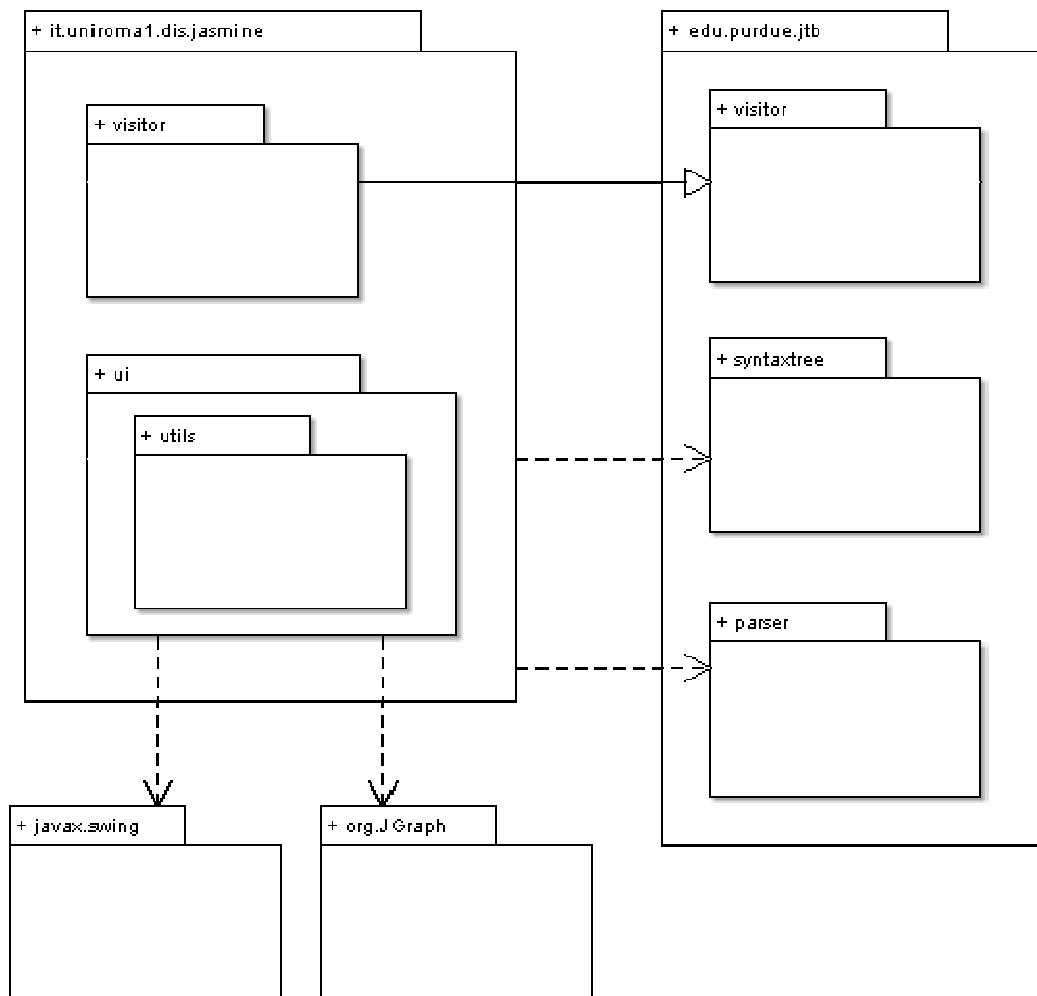 + it.uniroma1.dis.jasmine
+ edu.purdue.jtb
+ visitor
+ visitor
+ ui
+ syntaxtree
+ utils
+ parser
+ javax.swing
+ org.JGraph